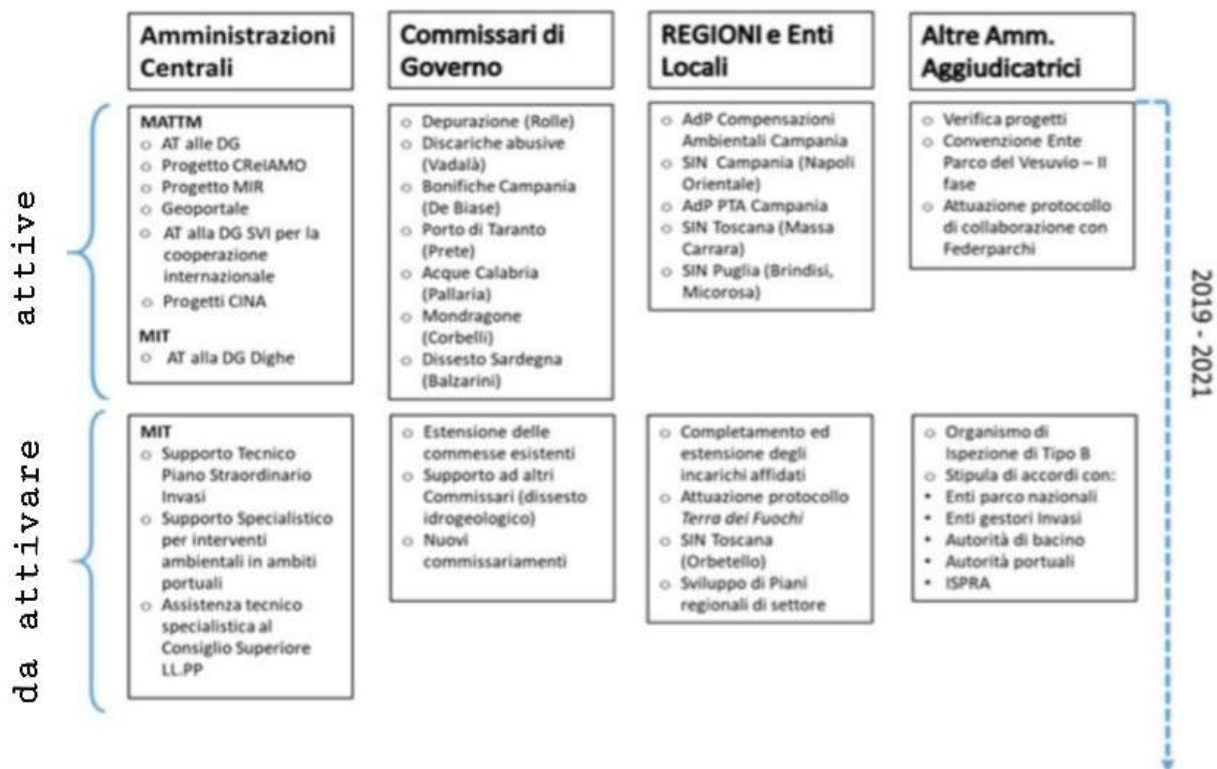 Amministrazioni
Centrali
Commissari di
Governo
REGIONI e Enti
Locali
Altre Amm.
Aggiudicatrici
attive
MATTM
o AT alle DG
o Progetto CReIAMO
o Progetto MIR
o Geoportale
o AT alla DG SVI per la
cooperazione
internazionale
o Progetti CINA
MIT
o AT alla DG Dighe
o Depurazione (Rolle)
o Discariche abusive
(Vadalà)
o Bonifiche Campania
(De Biase)
o Porto di Taranto
(Prete)
o Acque Calabria
(Pallaria)
o Mondragone
(Corbelli)
o Dissesto Sardegna
(Balzarini)
o AdP Compensazioni
Ambientali Campania
o SIN Campania (Napoli
Orientale)
o AdP PTA Campania
o SIN Toscana (Massa
Carrara)
o SIN Puglia (Brindisi,
Micorosa)
o Verifica progetti
o Convenzione Ente
Parco del Vesuvio – II
fase
o Attuazione protocollo
di collaborazione con
Federparchi
2019 - 2021
da attivare
MIT
o Supporto Tecnico
Piano Straordinario
Invasi
o Supporto Specialistico
per interventi
ambientali in ambiti
portuali
o Assistenza tecnico
specialistica al
Consiglio Superiore
LL.PP
o Estensione delle
commesse esistenti
o Supporto ad altri
Commissari (dissesto
idrogeologico)
o Nuovi
commissariamenti
o Completamento ed
estensione degli
incarichi affidati
o Attuazione protocollo
Terra dei Fuochi
o SIN Toscana
(Orbetello)
o Sviluppo di Piani
regionali di settore
o Organismo di
Ispezione di Tipo B
o Stipula di accordi con:
• Enti parco nazionali
• Enti gestori Invasi
• Autorità di bacino
• Autorità portuali
• ISPRA